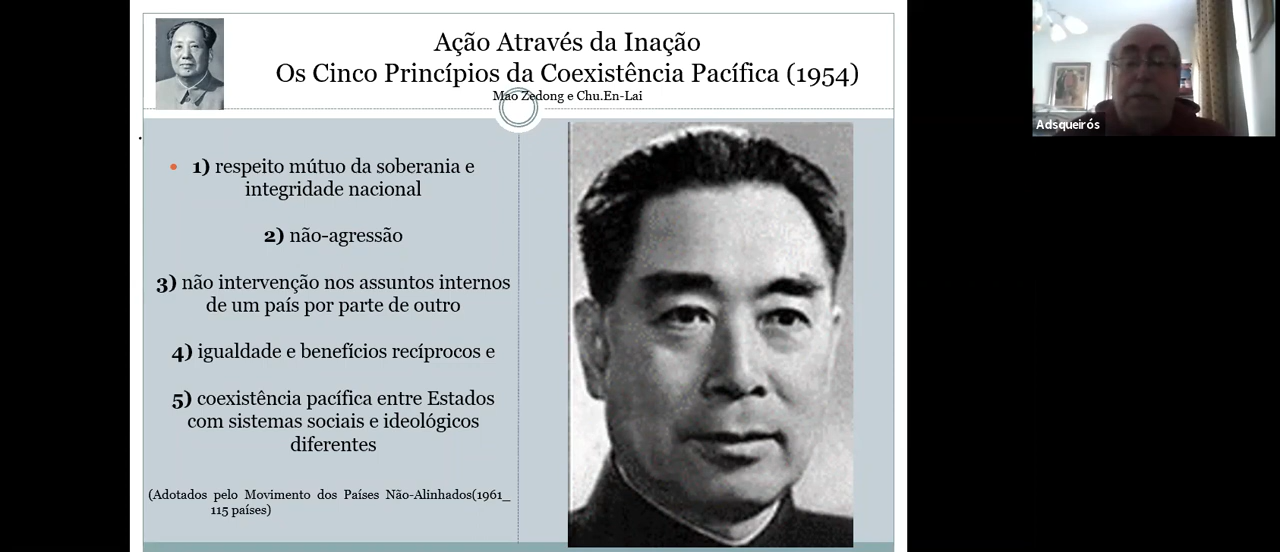 Ação Através da Inação
Os Cinco Princípios da Coexistência Pacífica (1954)
Mao Zedong e Chu.En-Lai
• 1) respeito mútuo da soberania e
integridade nacional
2) não-agressão
3) não intervenção nos assuntos internos
de um país por parte de outro
4) igualdade e benefícios recíprocos e
5) coexistência pacífica entre Estados
com sistemas sociais e ideológicos
diferentes
(Adotados pelo Movimento dos Países Não-Alinhados(1961_
115 países)
Adsqueirós